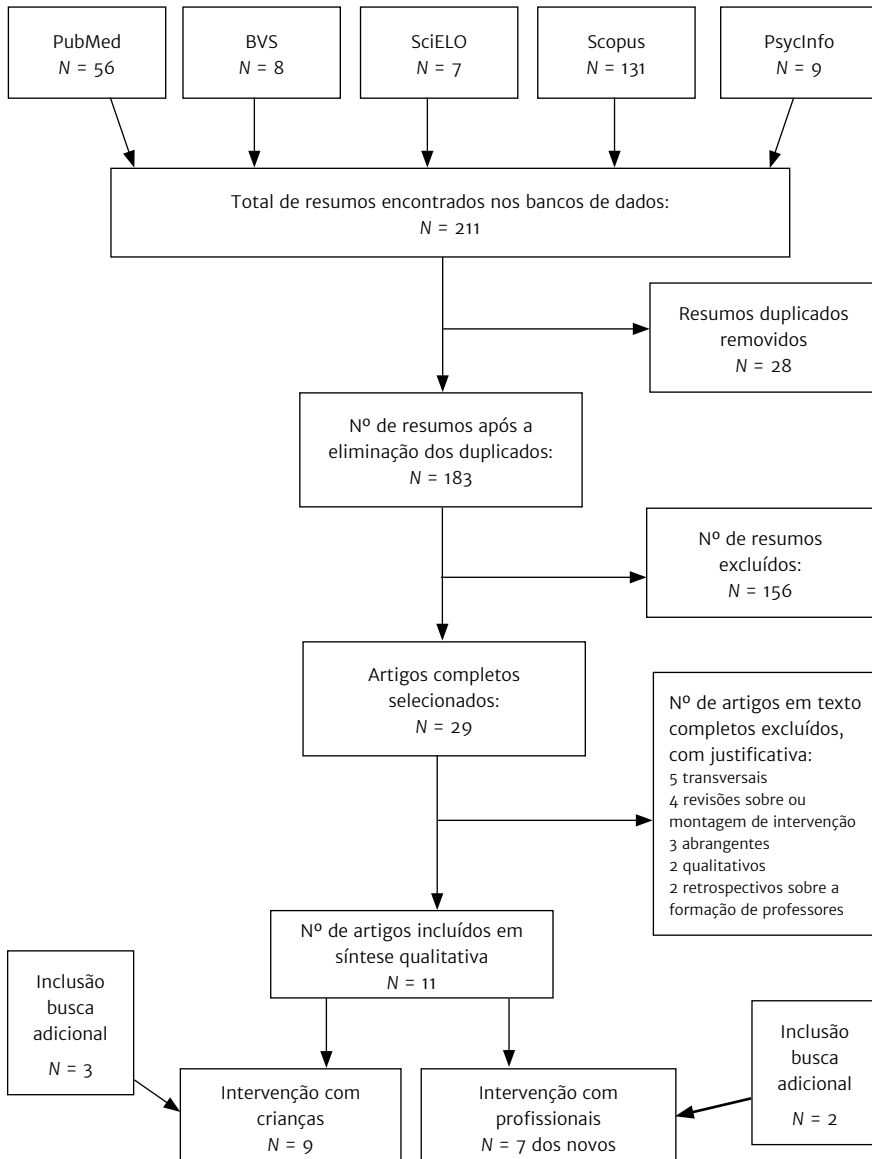 PubMed
N = 56
BVS
N = 8
SciELO
N = 7
Scopus
N = 131
PsycInfo
N = 9
Total de resumos encontrados nos bancos de dados:
N = 211
Resumos duplicados
removidos
N = 28
Nº de resumos após a
eliminação dos duplicados:
N = 183
Nº de resumos
excluídos:
N = 156
Artigos completos
selecionados:
N = 29
Nº de artigos em texto
completos excluídos,
com justificativa:
5 transversais
4 revisões sobre ou
montagem de intervenção
3 abrangentes
2 qualitativos
2 retrospectivos sobre a
formação de professores
Nº de artigos incluídos em
síntese qualitativa
N = 11
Inclusão
busca
adicional
N = 3
Intervenção com
crianças
N = 9
Intervenção com
profissionais
N = 7 dos novos
Inclusão
busca
adicional
N = 2